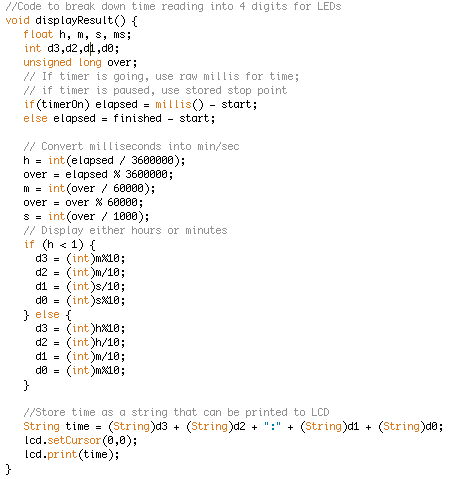 //Code to break down time reading into 4 digits for LEDs
void displayResult() {
float h, m, s, ms;
int d3,d2,d1,d0;
unsigned long over;
// If timer is going, use raw millis for time;
// if timer is paused, use stored stop point
if(timerOn) elapsed = millis() - start;
else elapsed = finished - start;
// Convert milliseconds into min/sec
h = int(elapsed / 3600000);
over = elapsed % 3600000;
m = int(over / 60000);
over = over % 60000;
s = int(over / 1000);
// Display either hours or minutes
if (h < 1) {
d3 = (int)m%10;
d2 = (int)m/10;
d1 = (int)s/10;
d0 = (int)s%10;
} else {
d3 = (int)h%10;
d2 = (int)h/10;
d1 = (int)m/10;
d0 = (int)m%10;
}
//Store time as a string that can be printed to LCD
String time = (String)d3 + (String)d2 + ":" + (String)d1 + (String)d0;
lcd.setCursor(0,0);
lcd.print(time);
}